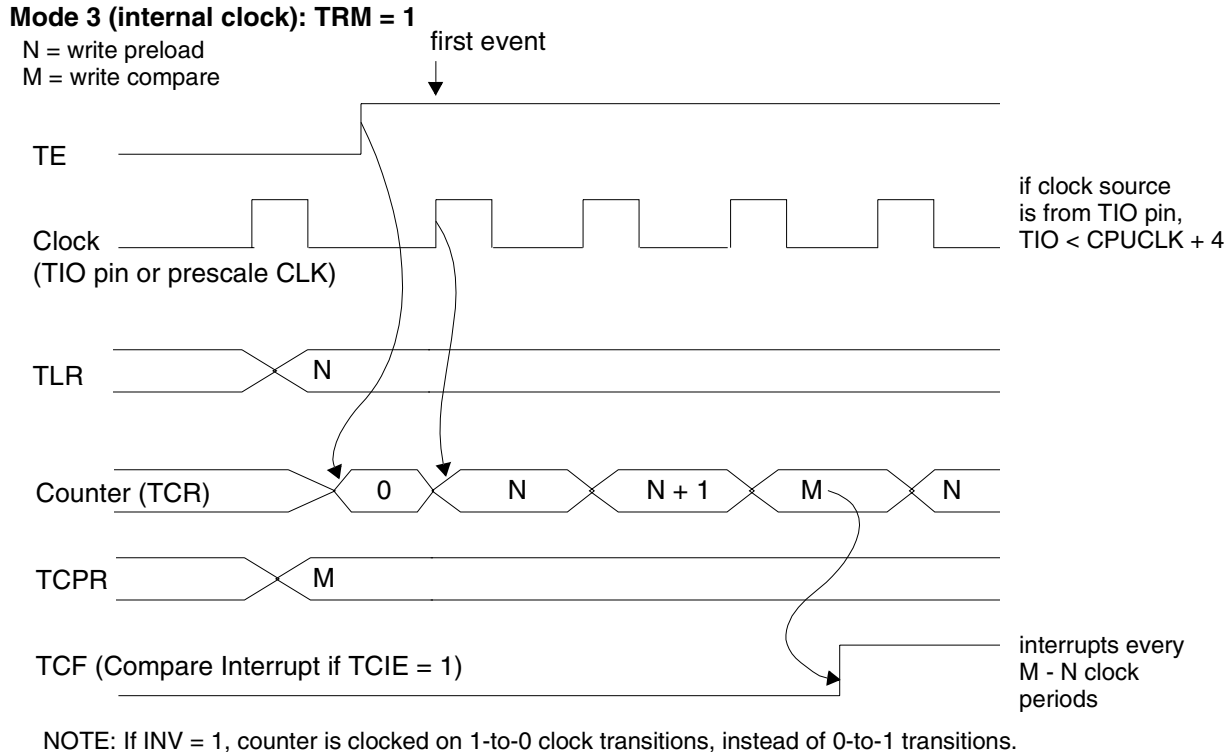 Mode 3 (internal clock): TRM = 1
N = write preload
M = write compare
first event
TE
if clock source
is from TIO pin,
TIO < CPUCLK + 4
Clock
(TIO pin or prescale CLK)
TLR
N
Counter (TCR)
0
N
N + 1
M
N
TCPR
M
TCF (Compare Interrupt if TCIE = 1)
interrupts every
M - N clock
periods
NOTE: If INV = 1, counter is clocked on 1-to-0 clock transitions, instead of 0-to-1 transitions.